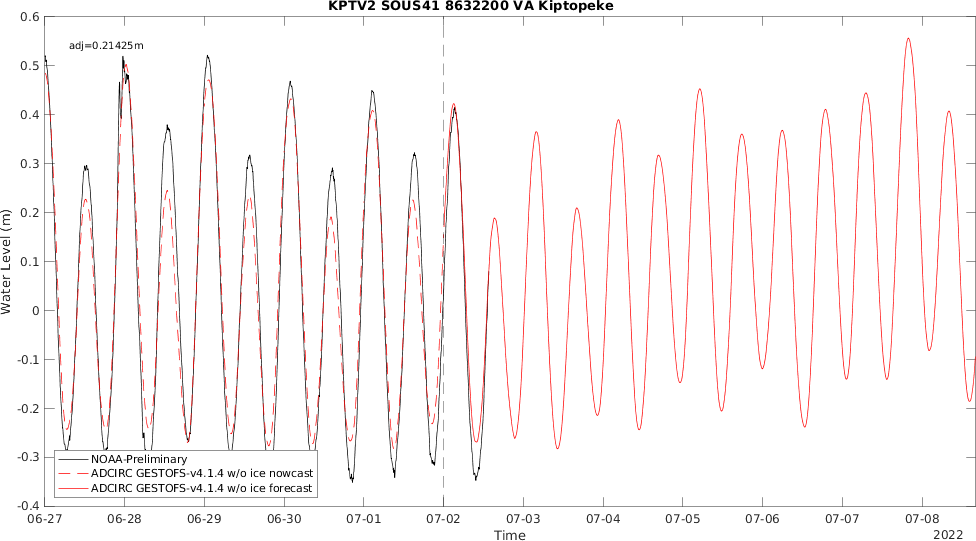 KPTV2 SOUS41 8632200 VA Kiptopeke
adj=0.21425m
0.6
0.5
0.4
0.3
0.2
0.1
0
-0.1
-0.2
-0.3
-0.4
Water Level (m)
NOAA-Preliminary
ADCIRC GESTOFS-v4.1.4 w/o ice nowcast
ADCIRC GESTOFS-v4.1.4 w/o ice forecast
06-27 06-28 06-29 06-30 07-01 07-02 07-03 07-04 07-05 07-06 07-07 07-08
Time
2022